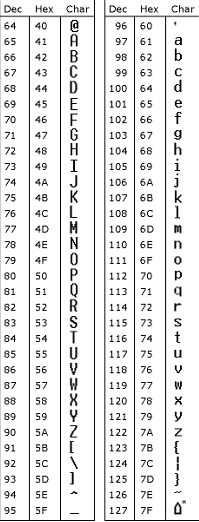 Dec Hex Char
64 40 @
65 41 A
66 42 B
67 43 C
68 44 D
69 45 E
70 46 F
71 47 G
72 48 H
73 49 I
74 4A J
75 4B K
76 4C L
77 4D M
78 4E N
79 4F O
80 50 P
81 51 Q
82 52 R
83 53 S
84 54 T
85 55 U
86 56 V
87 57 W
88 58 X
89 59 Y
90 5A Z
91 5B [
92 5C \
93 5D ]
94 5E ^
95 5F _
Dec Hex Char
96 60 '
97 61 a
98 62 b
99 63 c
100 64 d
101 65 e
102 66 f
103 67 g
104 68 h
105 69 i
106 6A j
107 6B k
108 6C l
109 6D m
110 6E n
111 6F o
112 70 p
113 71 q
114 72 r
115 73 s
116 74 t
117 75 u
118 76 v
119 77 w
120 78 x
121 79 y
122 7A z
123 7B {
124 7C ¦
125 7D }
126 7E ~
127 7F ⌂*